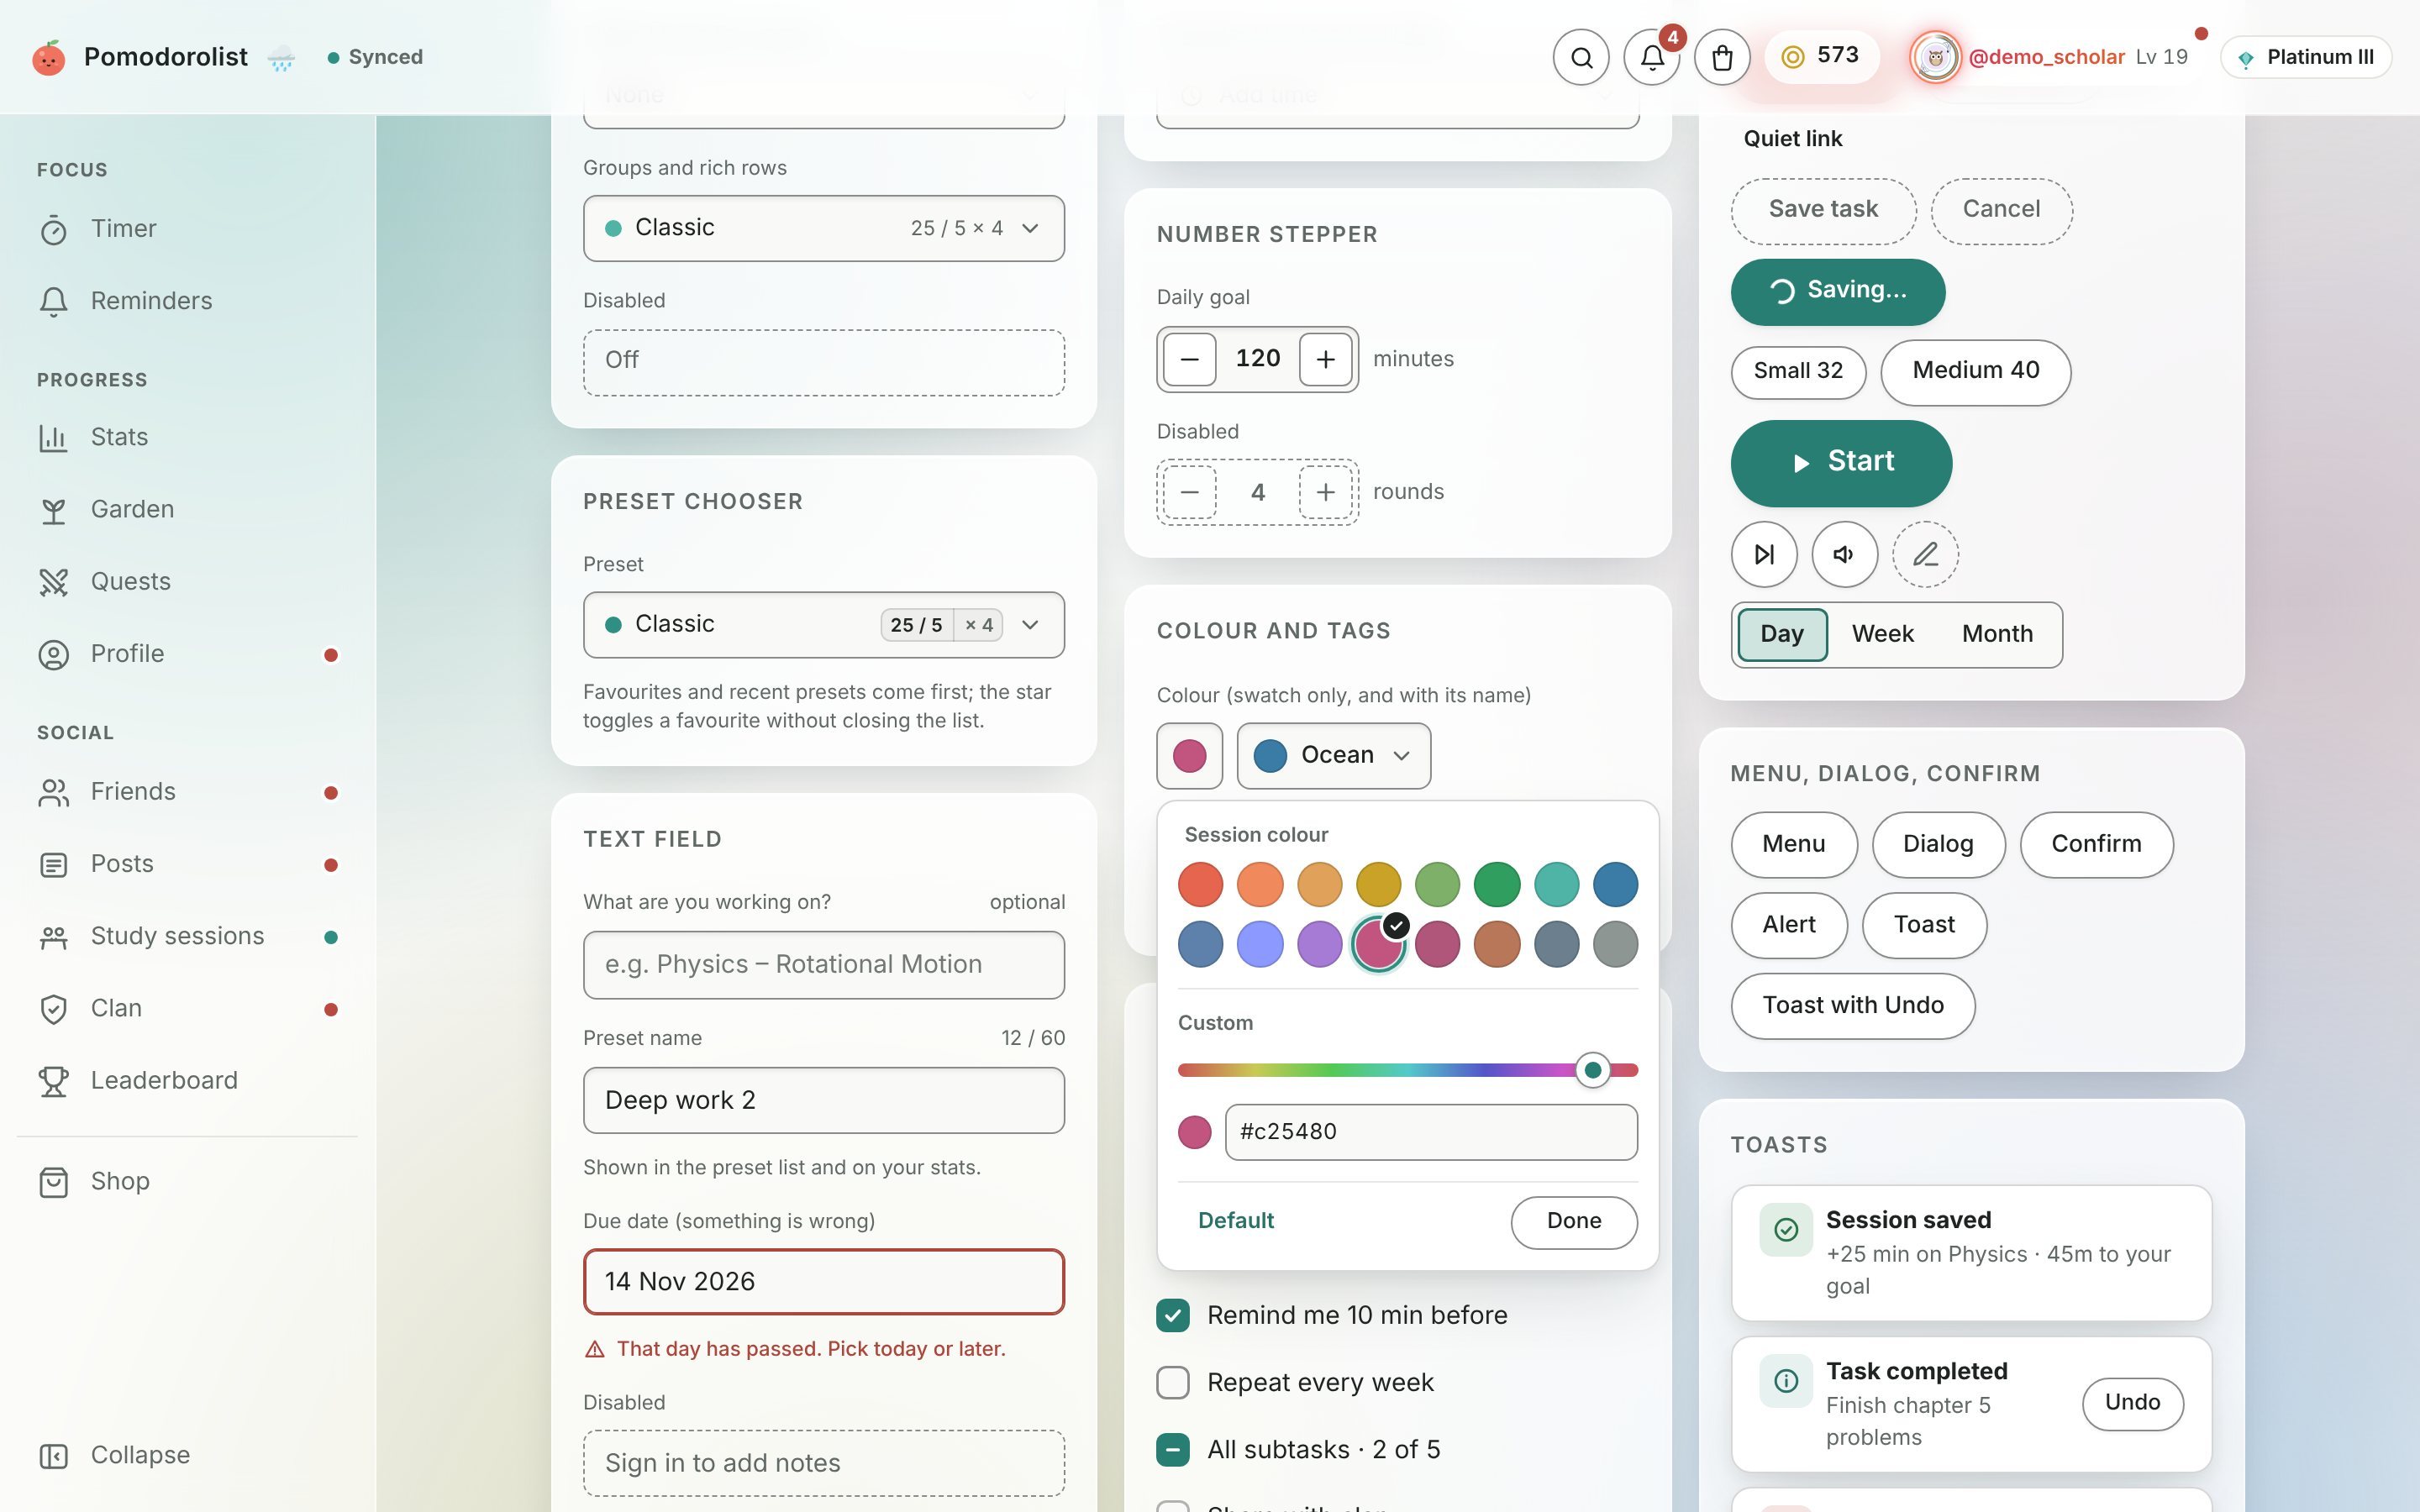 Pomodorolist
Synced
4
573
@demo_scholar Lv 19
Platinum III
FOCUS
Timer
Reminders
PROGRESS
Stats
Garden
Quests
Profile
SOCIAL
Friends
Posts
Study sessions
Clan
Leaderboard
Shop
Collapse
None
Groups and rich rows
Classic 25 / 5 × 4
Disabled
Off
PRESET CHOOSER
Preset
Classic 25 / 5 × 4
Favourites and recent presets come first; the star
toggles a favourite without closing the list.
TEXT FIELD
What are you working on? optional
e.g. Physics – Rotational Motion
Preset name 12 / 60
Deep work 2
Shown in the preset list and on your stats.
Due date (something is wrong)
14 Nov 2026
That day has passed. Pick today or later.
Disabled
Sign in to add notes
Add time
NUMBER STEPPER
Daily goal
− 120 + minutes
Disabled
− 4 + rounds
COLOUR AND TAGS
Colour (swatch only, and with its name)
Ocean
Session colour
Custom
#c25480
Default Done
Remind me 10 min before
Repeat every week
All subtasks · 2 of 5
Quiet link
Save task Cancel
Saving...
Small 32 Medium 40
Start
Day Week Month
MENU, DIALOG, CONFIRM
Menu Dialog Confirm
Alert Toast
Toast with Undo
TOASTS
Session saved
+25 min on Physics · 45m to your
goal
Task completed
Finish chapter 5
problems
Undo